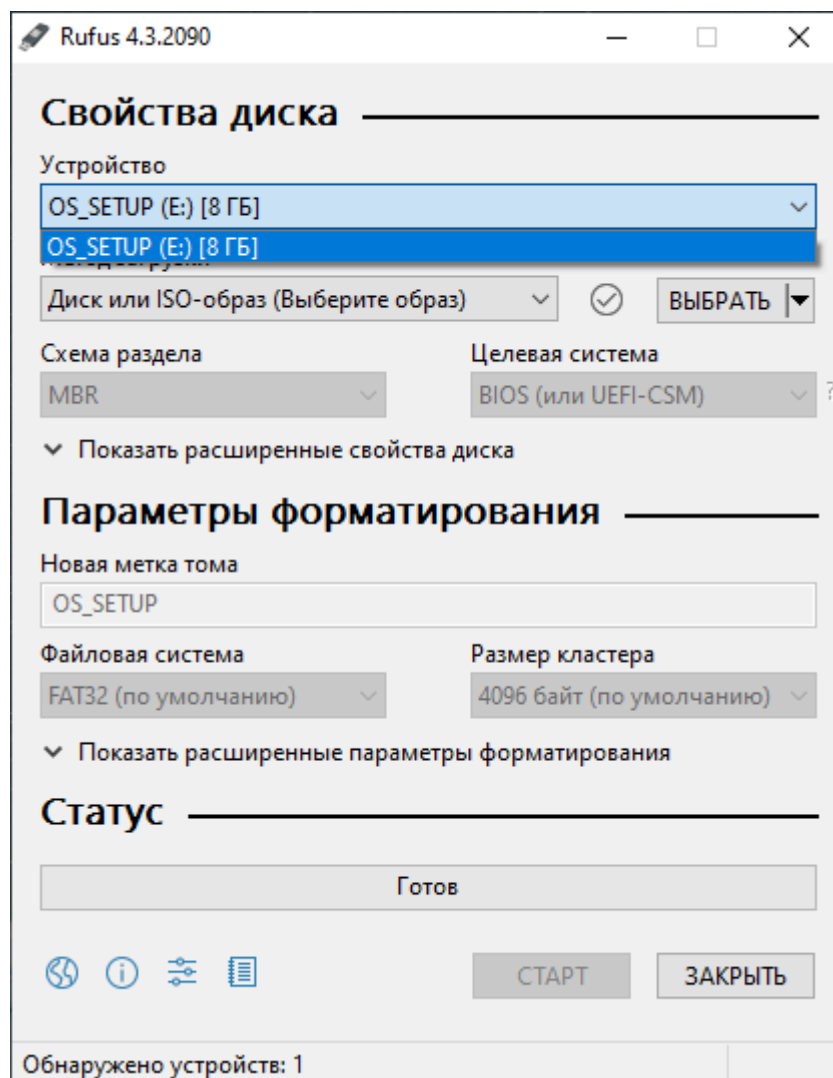 Rufus 4.3.2090
Свойства диска
Устройство
OS_SETUP (E:) [8 ГБ]
OS_SETUP (E:) [8 ГБ]
Диск или ISO-образ (Выберите образ)
ВЫБРАТЬ
Схема раздела
Целевая система
MBR
BIOS (или UEFI-CSM)
?
Показать расширенные свойства диска
Параметры форматирования
Новая метка тома
OS_SETUP
Файловая система
Размер кластера
FAT32 (по умолчанию)
4096 байт (по умолчанию)
Показать расширенные параметры форматирования
Статус
Готов
СТАРТ
ЗАКРЫТЬ
Обнаружено устройств: 1